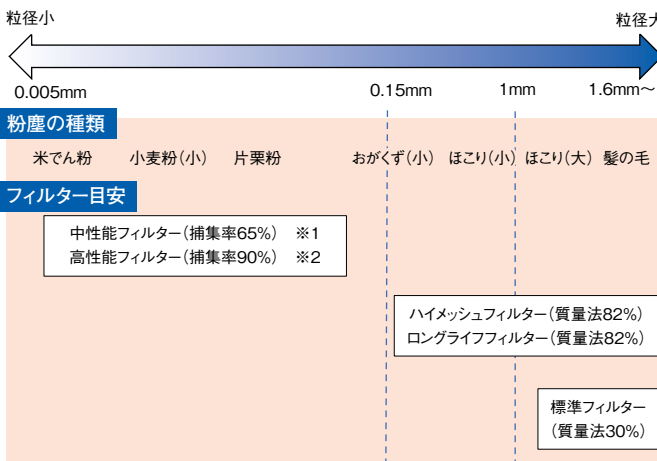 粒径小 粒径大
0.005mm 0.15mm 1mm 1.6mm〜
粉塵の種類
米でん粉 小麦粉(小) 片栗粉 おがくず(小) ほこり(小) ほこり(大) 髪の毛
フィルター目安
中性能フィルター(捕集率65%) ※1
高性能フィルター(捕集率90%) ※2
ハイメッシュフィルター(質量法82%)
ロングライフフィルター(質量法82%)
標準フィルター
(質量法30%)